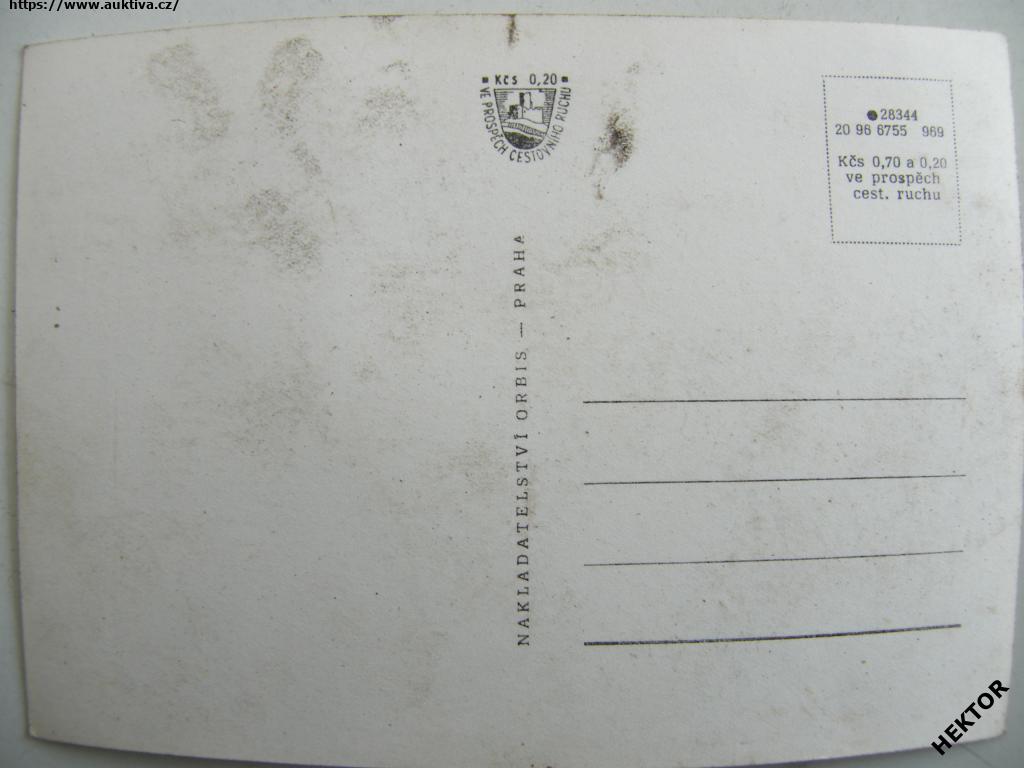 https://www.auktiva.cz/
Kčs 0,20
VE PROSPĚCH CESTOVNÍHO RUCHU
28344
20 96 6755 969
Kčs 0,70 a 0,20
ve prospěch
cest. ruchu
NAKLADATELSTVÍ ORBIS — PRAHA
HEKTOR